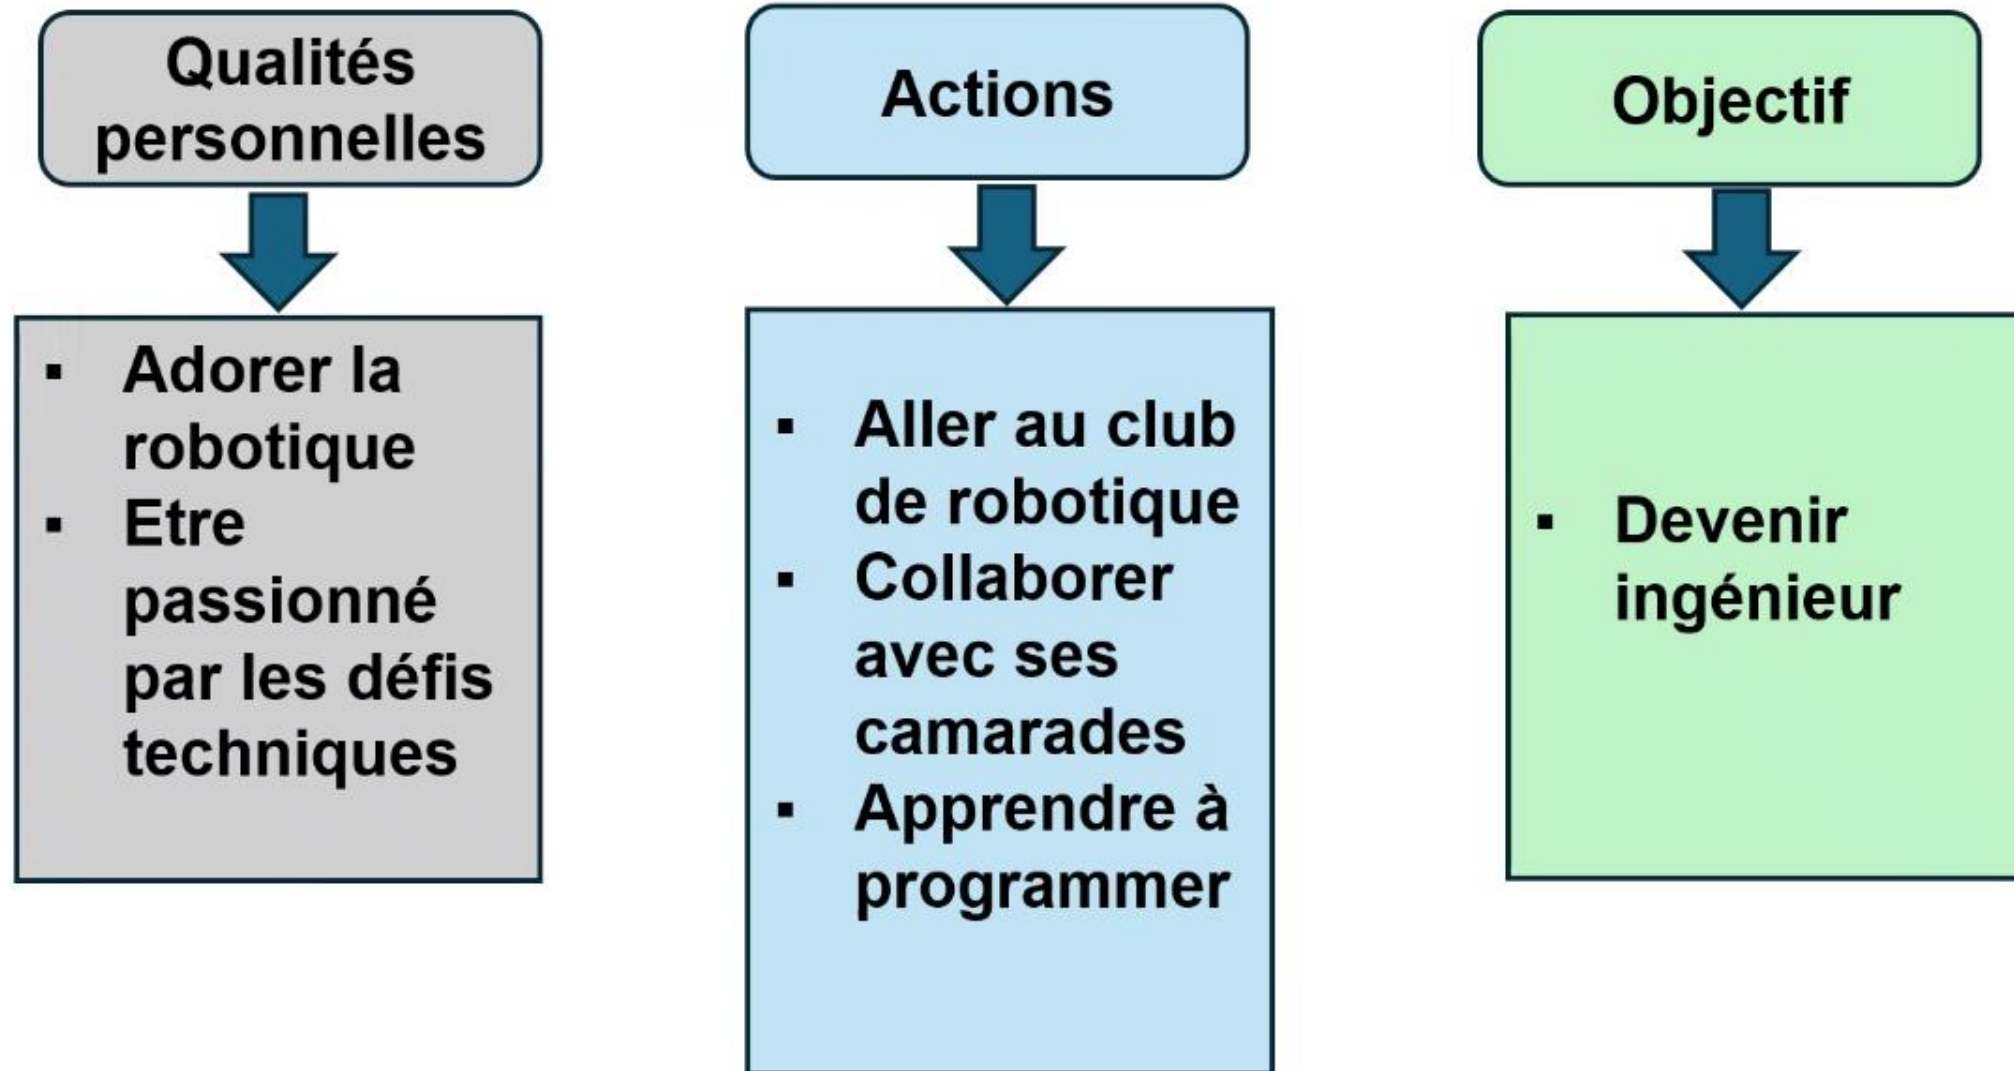 Qualités
personnelles
▪ Adorer la
robotique
▪ Etre
passionné
par les défis
techniques
Actions
▪ Aller au club
de robotique
▪ Collaborer
avec ses
camarades
▪ Apprendre à
programmer
Objectif
▪ Devenir
ingénieur